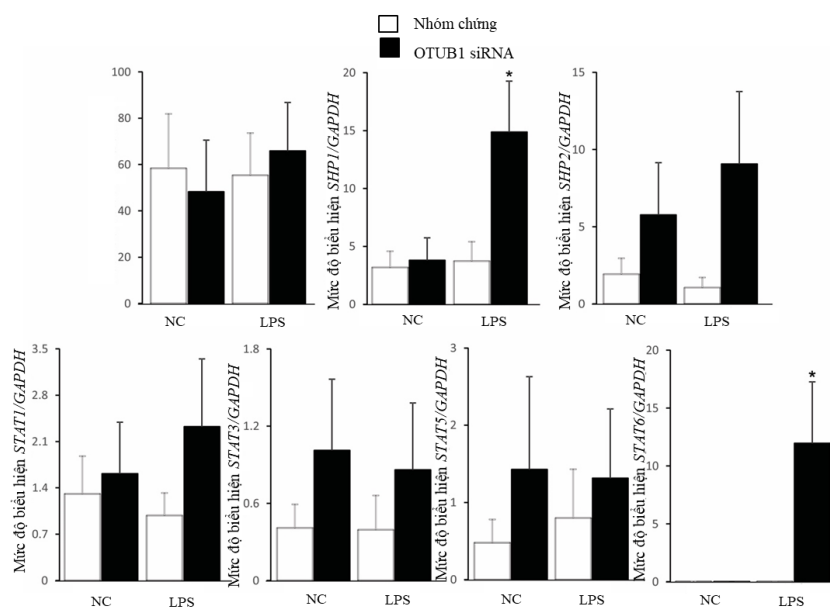 Nhóm chứng
OTUB1 siRNA
100
80
60
40
20
0
NC LPS
Mức độ biểu hiện SHP1/GAPDH
20
15
10
5
0
*
NC LPS
Mức độ biểu hiện SHP2/GAPDH
15
10
5
0
NC LPS
Mức độ biểu hiện STAT1/GAPDH
3.5
2.8
2.1
1.4
0.7
0
NC LPS
Mức độ biểu hiện STAT3/GAPDH
1.8
1.2
0.6
0
NC LPS
Mức độ biểu hiện STAT5/GAPDH
3
2
1
0
NC LPS
Mức độ biểu hiện STAT6/GAPDH
20
15
10
5
0
*
NC LPS